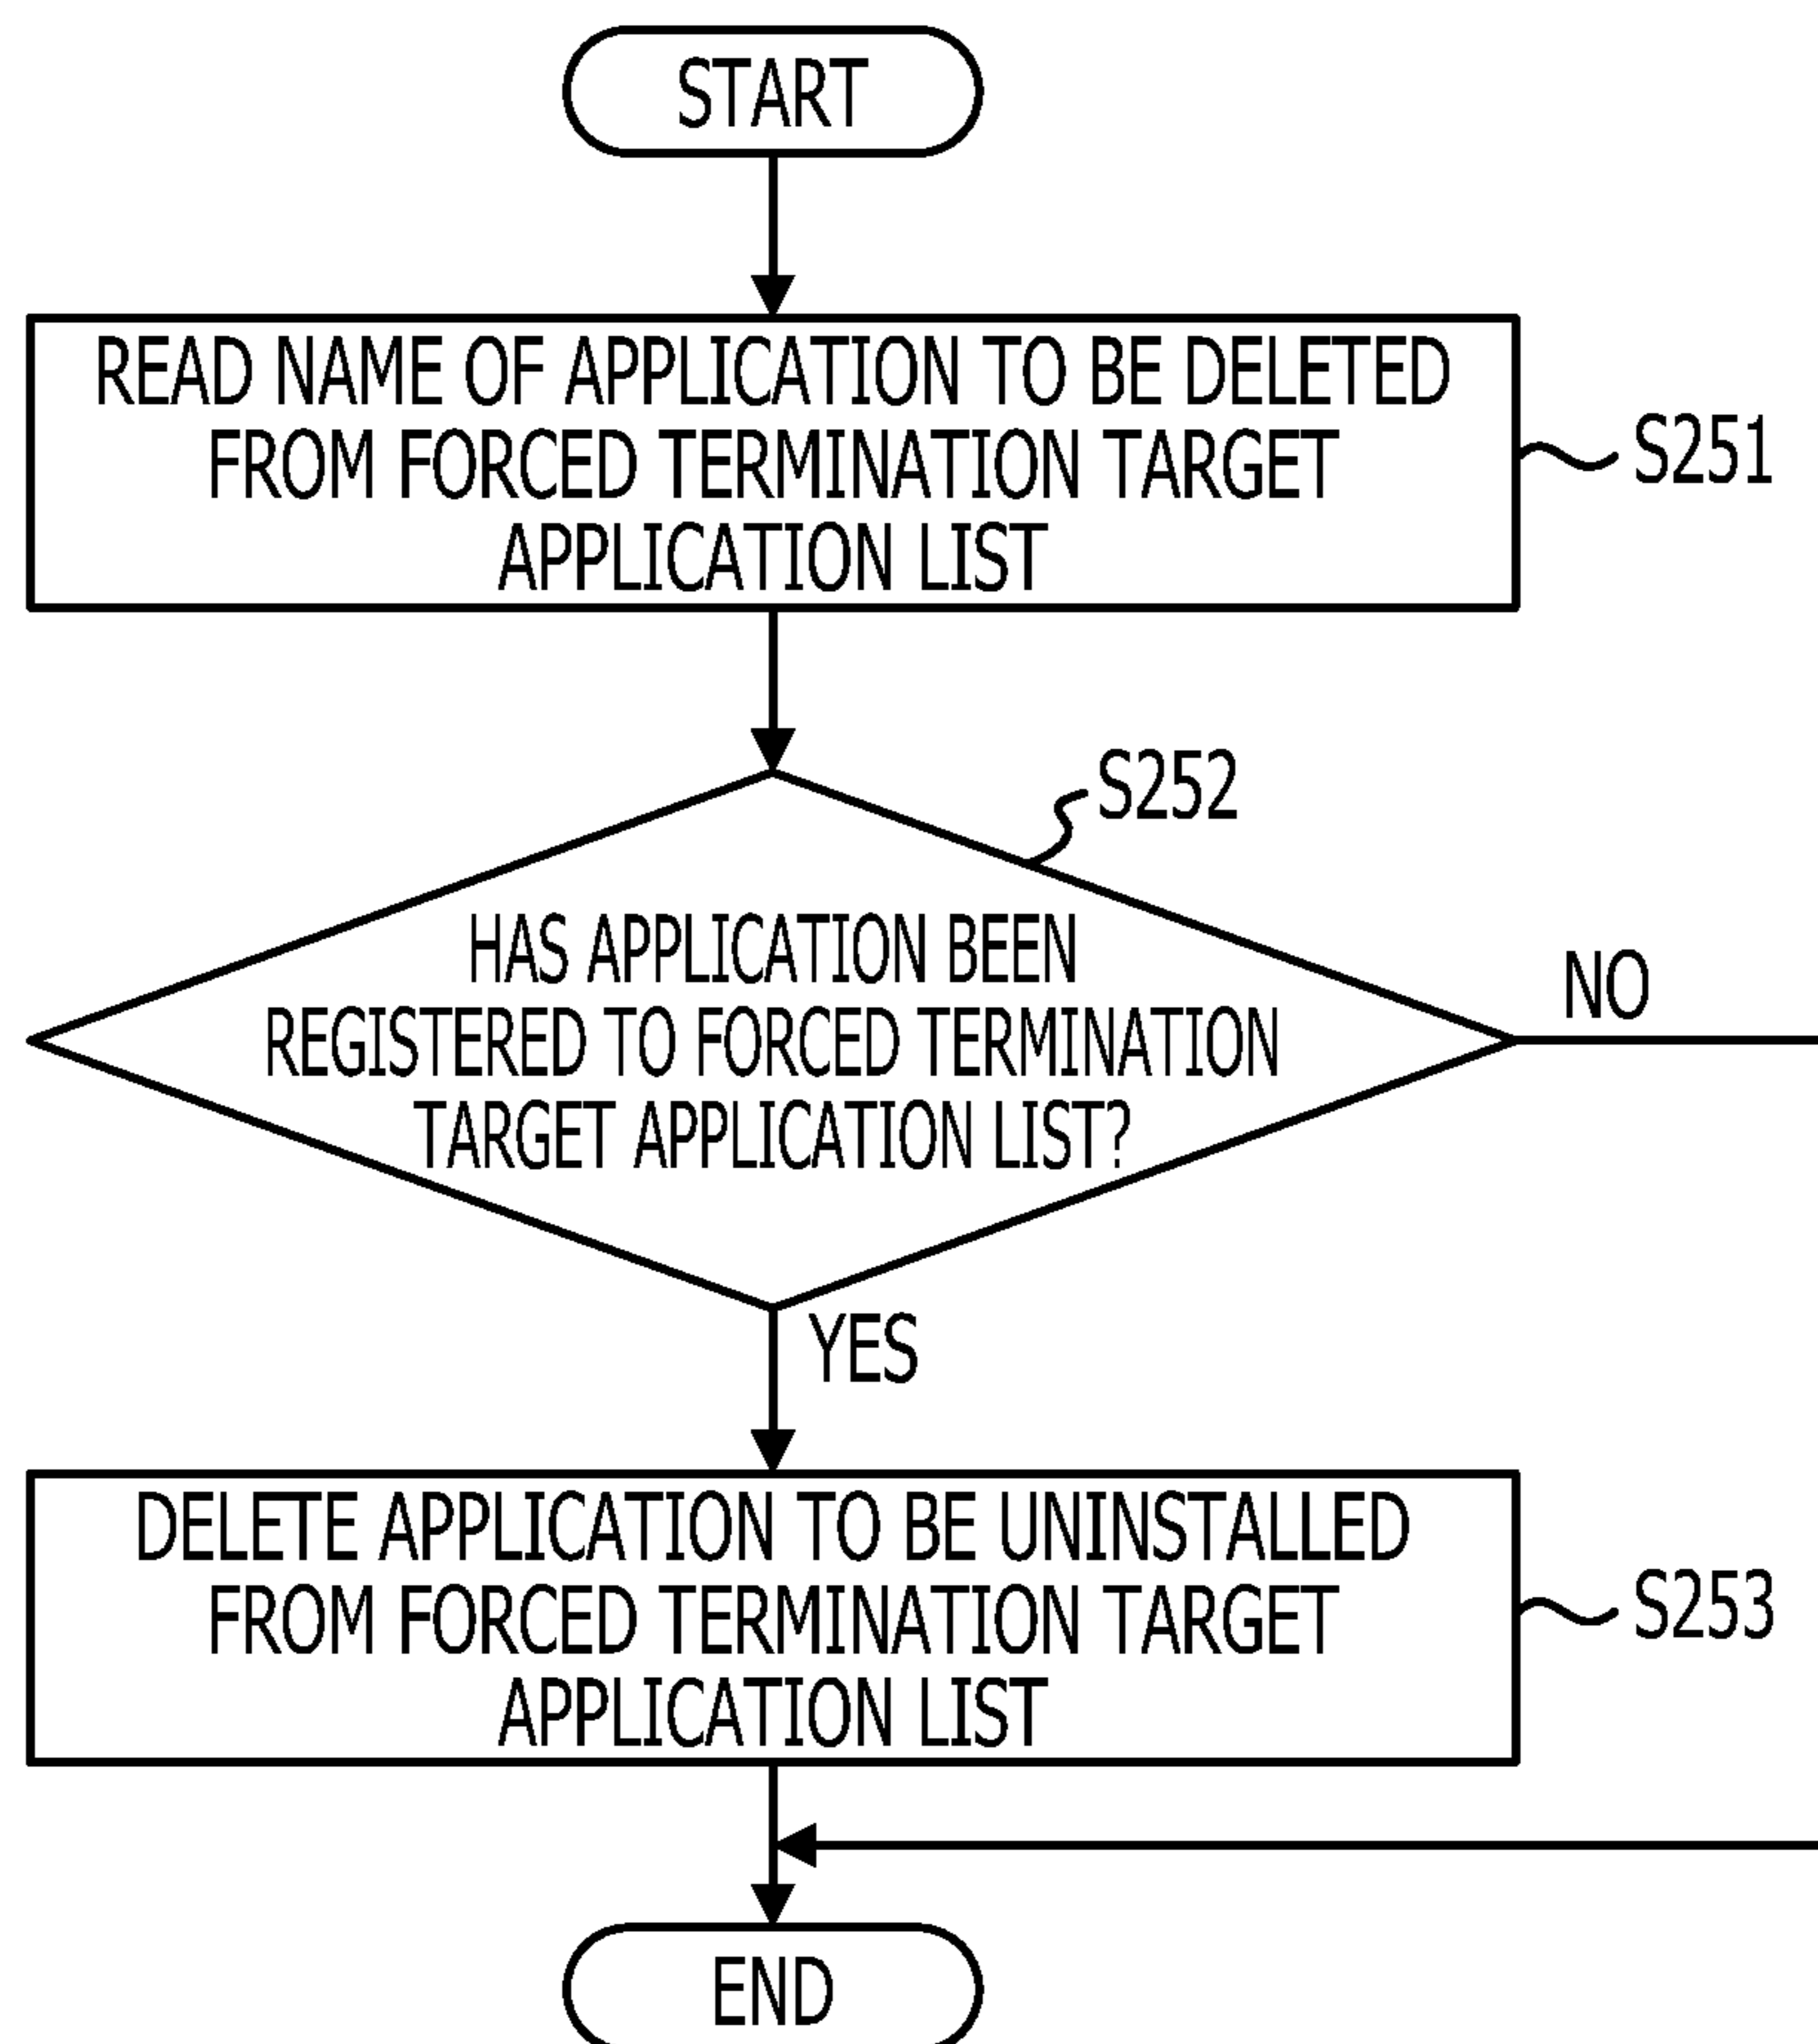 START
READ NAME OF APPLICATION TO BE DELETED
FROM FORCED TERMINATION TARGET
APPLICATION LIST
S251
S252
HAS APPLICATION BEEN
REGISTERED TO FORCED TERMINATION
TARGET APPLICATION LIST?
NO
YES
DELETE APPLICATION TO BE UNINSTALLED
FROM FORCED TERMINATION TARGET
APPLICATION LIST
S253
END